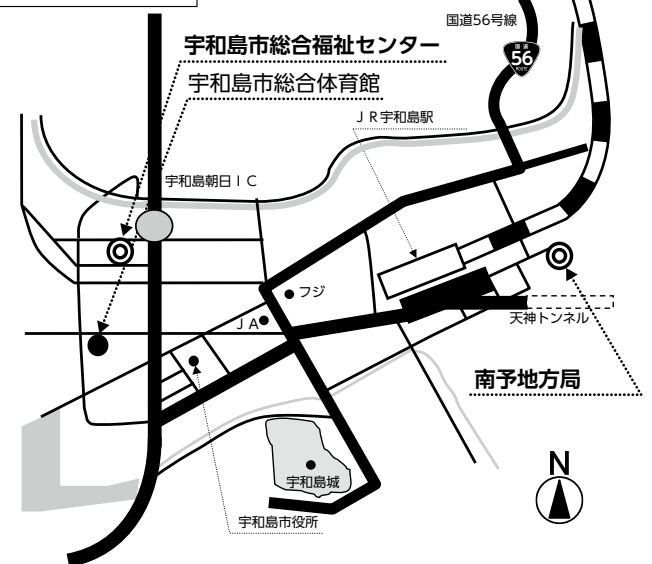 国道56号線
国道
56
ROUTE
宇和島市総合福祉センター
宇和島市総合体育館
ＪＲ宇和島駅
宇和島朝日ＩＣ
フジ
ＪＡ
天神トンネル
南予地方局
N
宇和島城
宇和島市役所